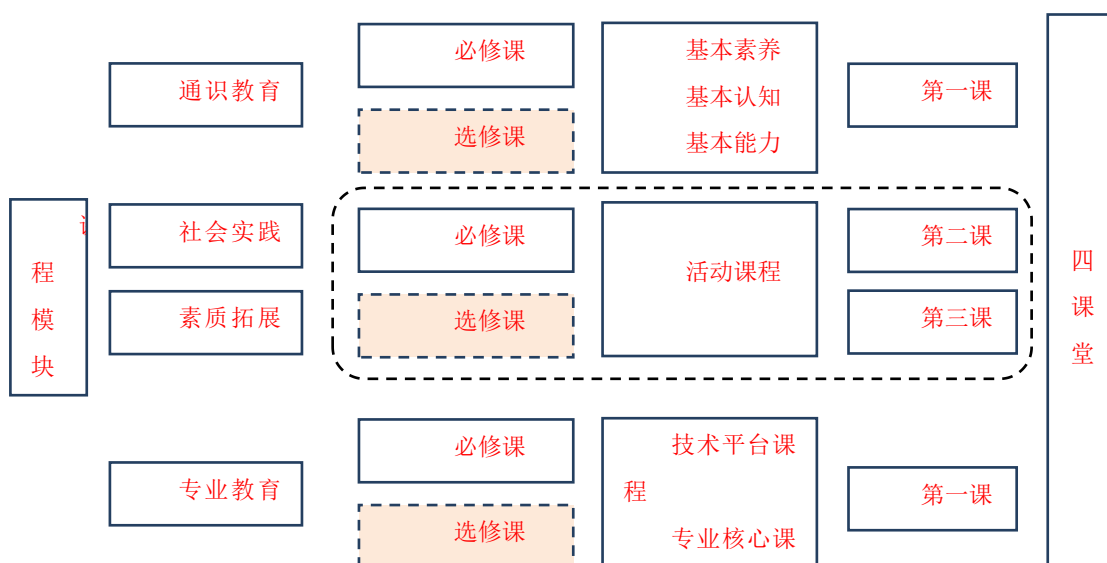 必修课
基本素养
通识教育
基本认知
第一课
选修课
基本能力
程
模
块
社会实践
必修课
活动课程
第二课
素质拓展
选修课
第三课
四
课
堂
必修课
技术平台课
程
专业教育
第一课
选修课
专业核心课